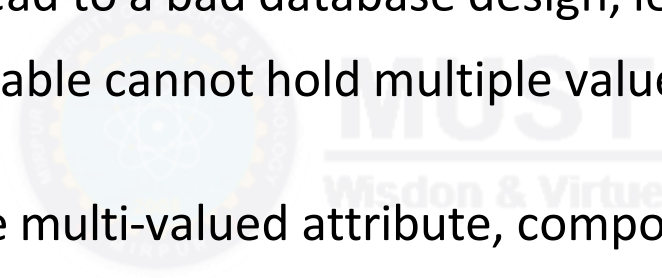 ead to a bad database design, le
able cannot hold multiple value
MUST
Wisdom & Virtue
e multi-valued attribute, compo